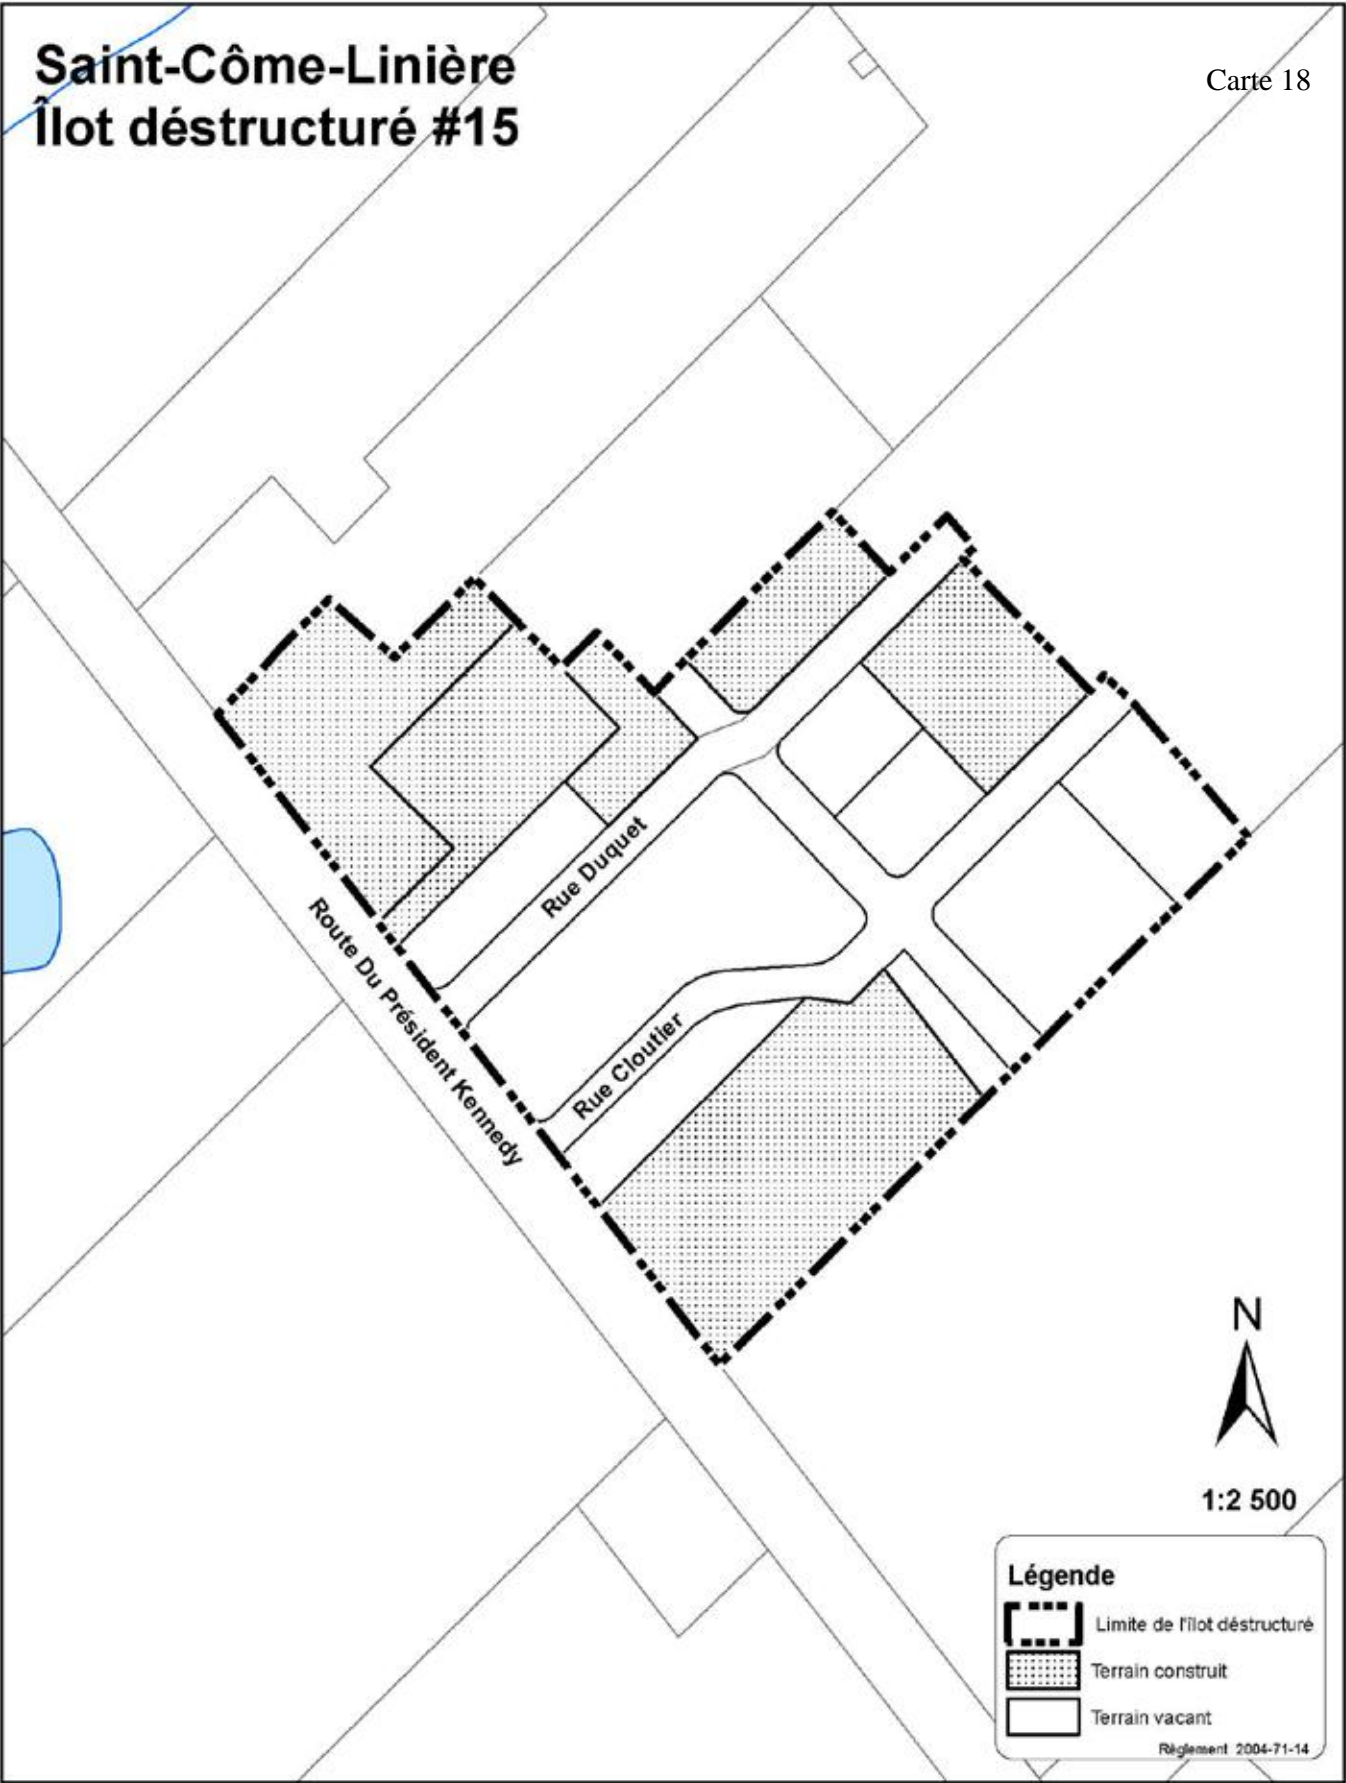 Saint-Côme-Linière
Îlot déstructuré #15
Carte 18
Rue Duquet
Route Du Président Kennedy
Rue Cloutier
N
1:2 500
Légende
Limite de l'îlot déstructuré
Terrain construit
Terrain vacant
Règlement 2004-71-14